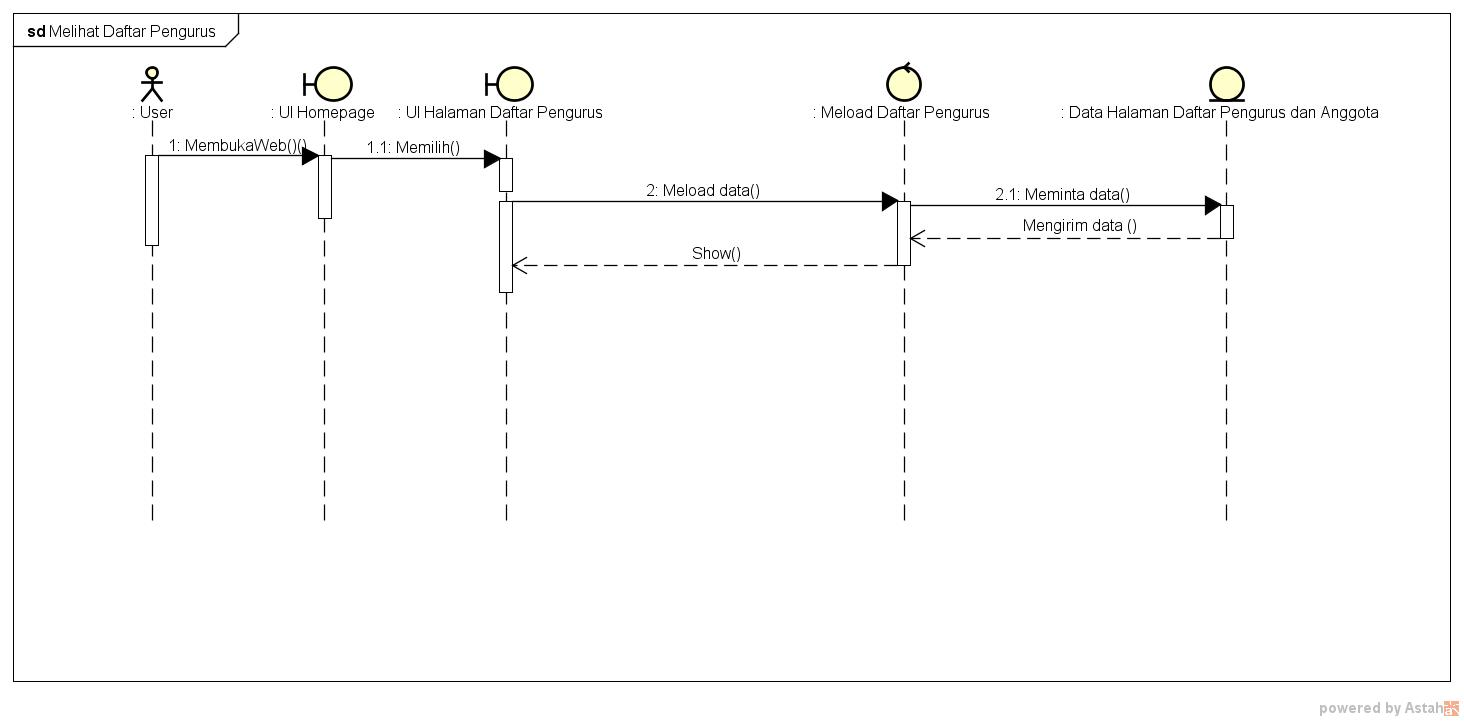 sd Melihat Daftar Pengurus
: User
: UI Homepage
: UI Halaman Daftar Pengurus
: Meload Daftar Pengurus
: Data Halaman Daftar Pengurus dan Anggota
1: MembukaWeb()()
1.1: Memilih()
2: Meload data()
2.1: Meminta data()
Mengirim data ()
Show()
powered by Astah